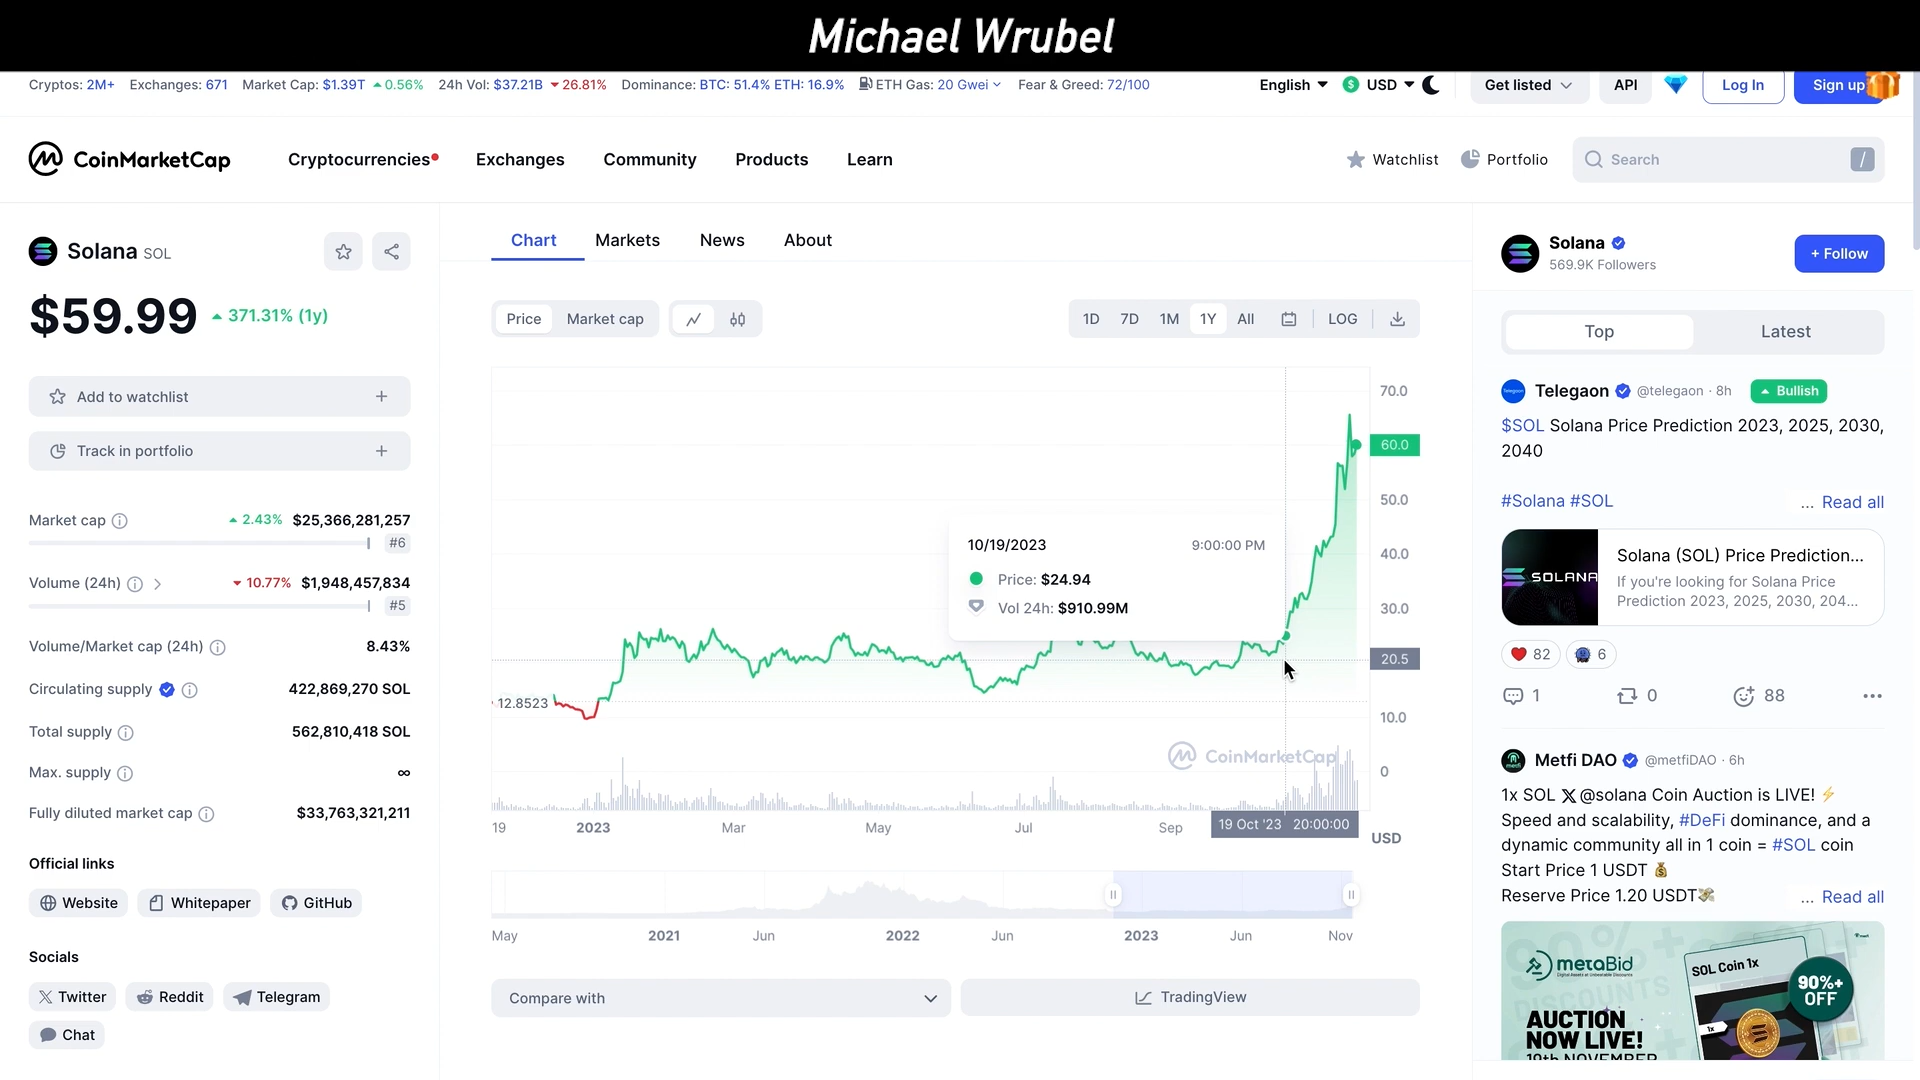 Michael Wrubel
Cryptos: 2M+ Exchanges: 671 Market Cap: $1.39T 0.56% 24h Vol: $37.21B 26.81% Dominance: BTC: 51.4% ETH: 16.9% ETH Gas: 20 Gwei Fear & Greed: 72/100 English USD Get listed API Log In Sign up
CoinMarketCap Cryptocurrencies Exchanges Community Products Learn Watchlist Portfolio Search /
Solana SOL
$59.99 371.31% (1y)
Add to watchlist +
Track in portfolio +
Market cap 2.43% $25,366,281,257
#6
Volume (24h) 10.77% $1,948,457,834
#5
Volume/Market cap (24h) 8.43%
Circulating supply 422,869,270 SOL
Total supply 562,810,418 SOL
Max. supply ∞
Fully diluted market cap $33,763,321,211
Official links
Website Whitepaper GitHub
Socials
Twitter Reddit Telegram
Chat
Chart Markets News About
Price Market cap 1D 7D 1M 1Y All LOG
70.0
60.0
50.0
40.0
30.0
20.5
10.0
0
10/19/2023 9:00:00 PM
Price: $24.94
Vol 24h: $910.99M
12.8523
CoinMarketCap
19 2023 Mar May Jul Sep 19 Oct '23 20:00:00 USD
May 2021 Jun 2022 Jun 2023 Jun Nov
Compare with TradingView
Solana
569.9K Followers
+ Follow
Top Latest
Telegaon @telegaon · 8h Bullish
$SOL Solana Price Prediction 2023, 2025, 2030,
2040
#Solana #SOL ... Read all
SOLANA
Solana (SOL) Price Prediction...
If you're looking for Solana Price
Prediction 2023, 2025, 2030, 204...
82 6
1 0 88
Metfi DAO @metfiDAO · 6h
1x SOL X @solana Coin Auction is LIVE! ⚡
Speed and scalability, #DeFi dominance, and a
dynamic community all in 1 coin = #SOL coin
Start Price 1 USDT 💰
Reserve Price 1.20 USDT💸 ... Read all
metaBid
SOL Coin 1x
90%+
OFF
1x
AUCTION
NOW LIVE!
19th NOVEMBER